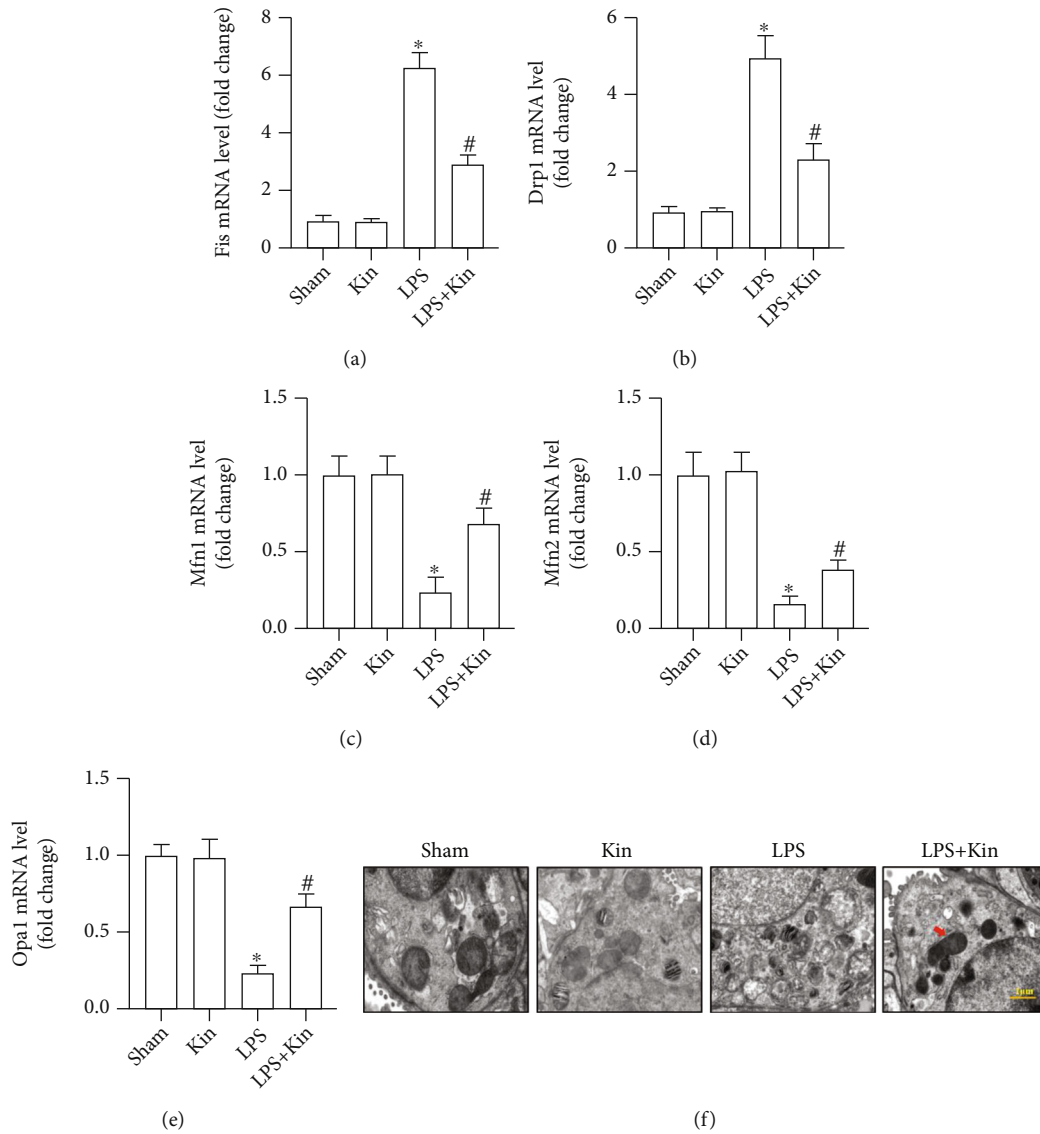 Fis mRNA level (fold change)
8
6
4
2
0
*
#
Sham
Kin
LPS
LPS+Kin
(a)
Drp1 mRNA lvel
(fold change)
6
4
2
0
*
#
Sham
Kin
LPS
LPS+Kin
(b)
Mfn1 mRNA lvel
(fold change)
1.5
1.0
0.5
0.0
*
#
Sham
Kin
LPS
LPS+Kin
(c)
Mfn2 mRNA lvel
(fold change)
1.5
1.0
0.5
0.0
*
#
Sham
Kin
LPS
LPS+Kin
(d)
Opa1 mRNA lvel
(fold change)
1.5
1.0
0.5
0.0
*
#
Sham
Kin
LPS
LPS+Kin
(e)
Sham
Kin
LPS
LPS+Kin
(f)